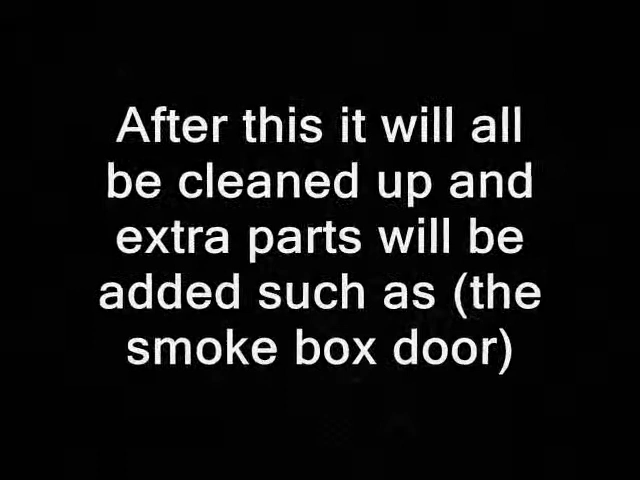 After this it will all
be cleaned up and
extra parts will be
added such as (the
smoke box door)